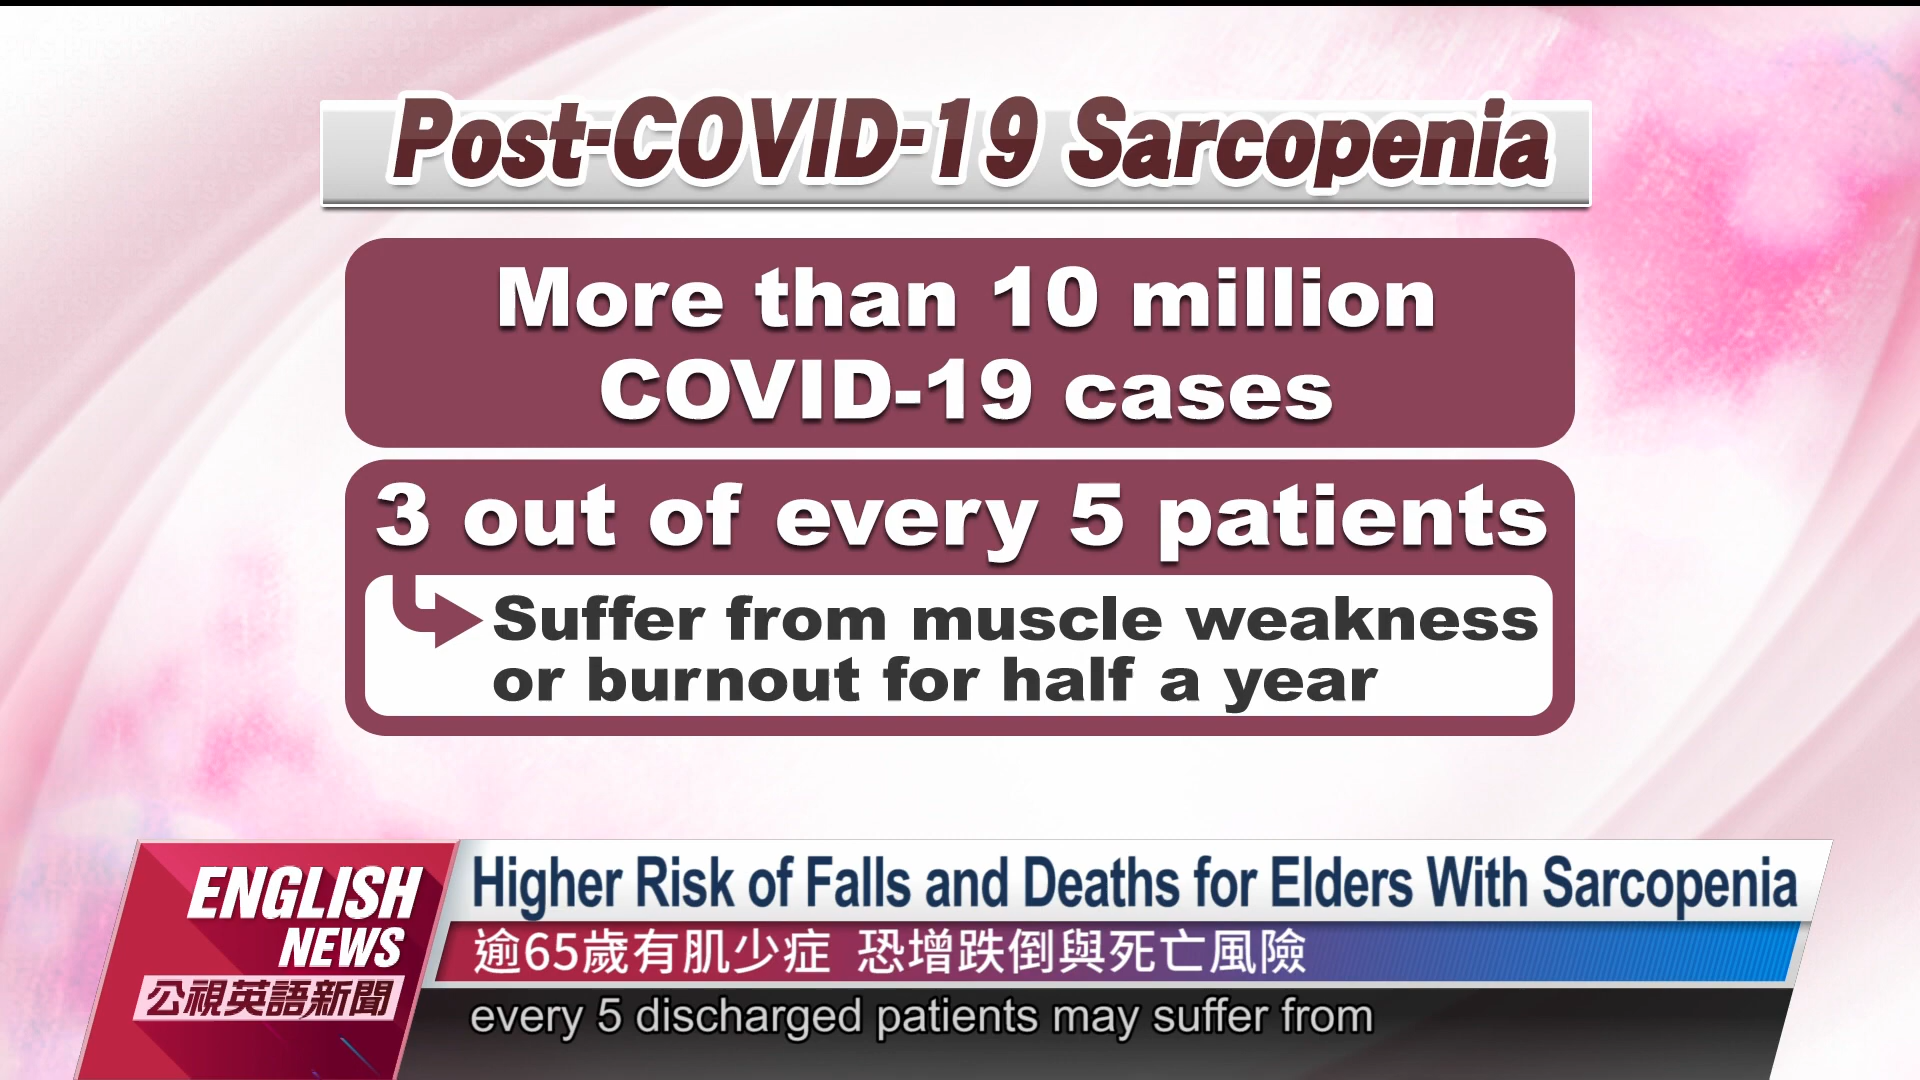 Post-COVID-19 Sarcopenia
More than 10 million
COVID-19 cases
3 out of every 5 patients
Suffer from muscle weakness
or burnout for half a year
ENGLISH
NEWS
公視英語新聞
Higher Risk of Falls and Deaths for Elders With Sarcopenia
逾65歲有肌少症 恐增跌倒與死亡風險
every 5 discharged patients may suffer from